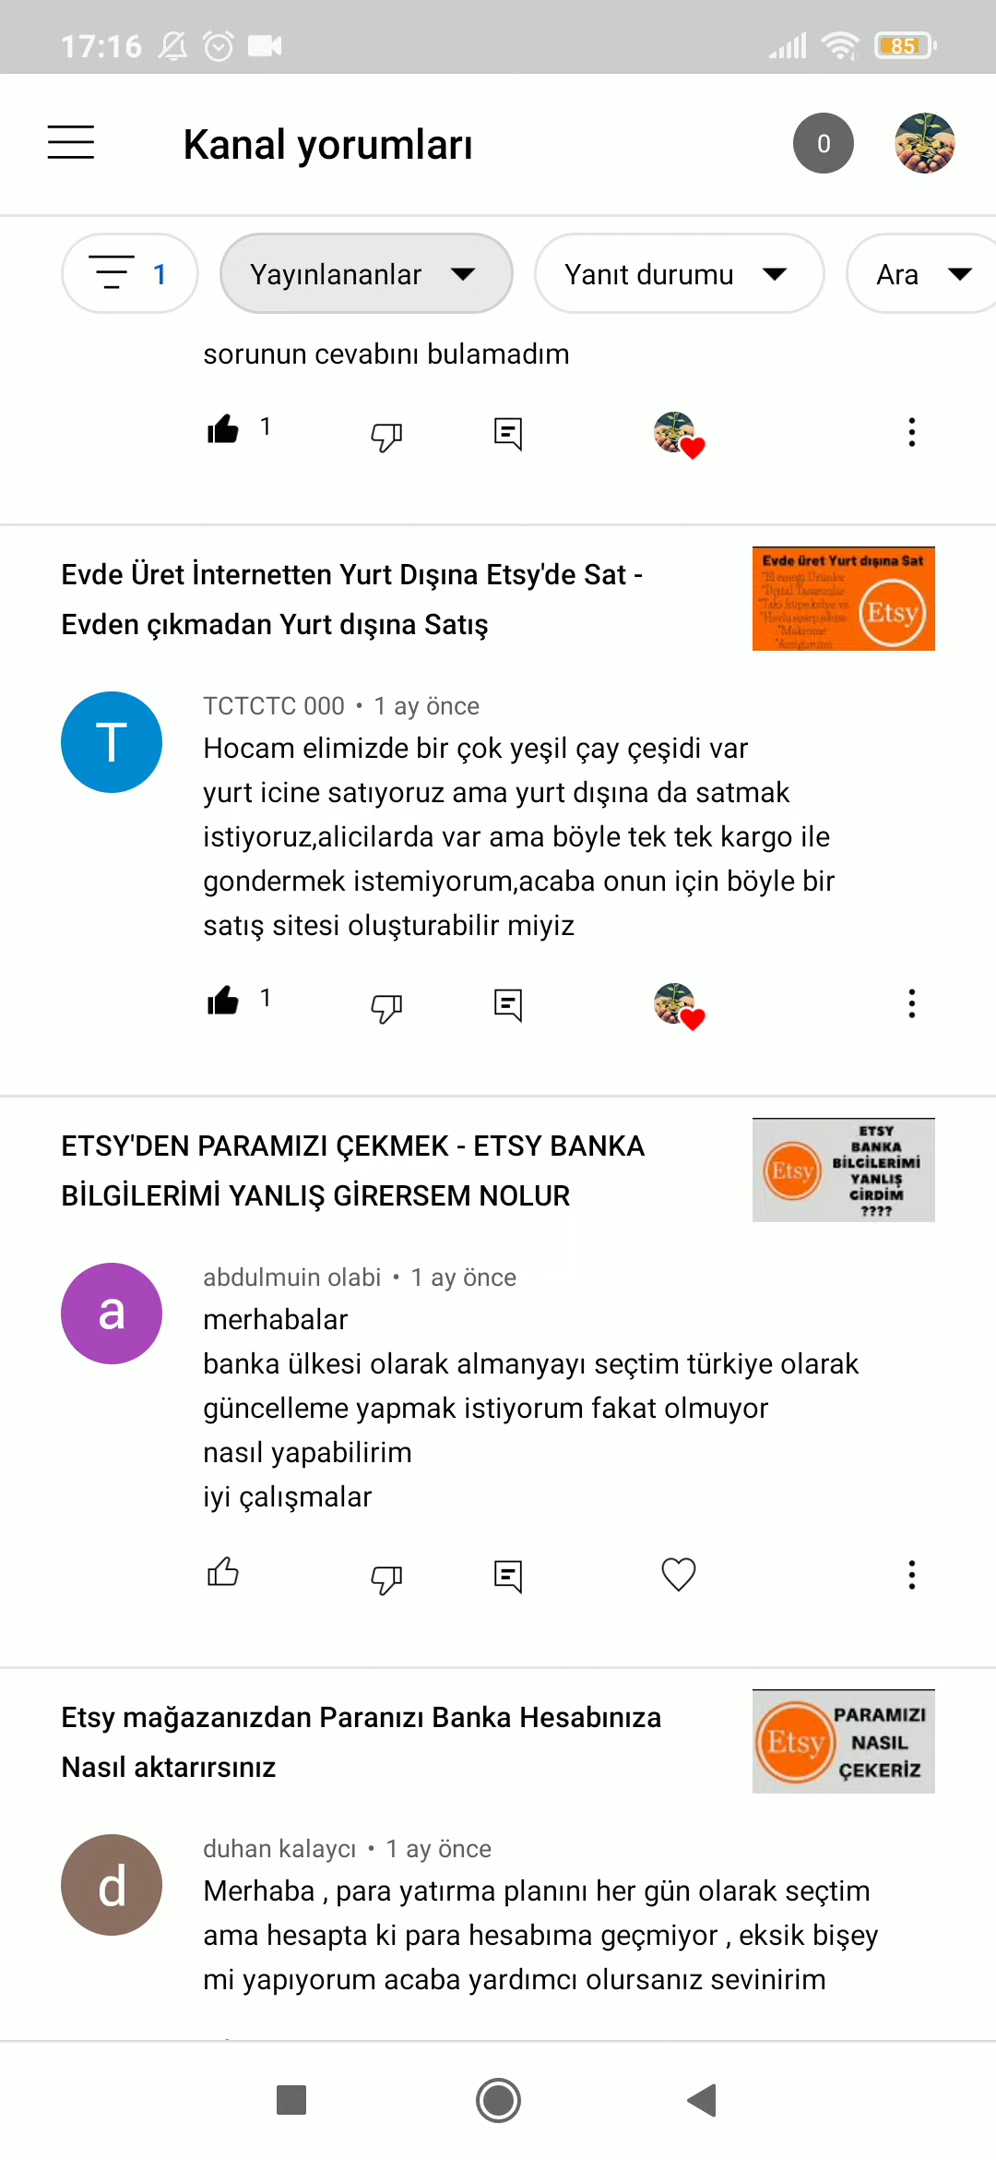 17:16
85
Kanal yorumları
0
1
Yayınlananlar
Yanıt durumu
Ara
sorunun cevabını bulamadım
1
Evde Üret İnternetten Yurt Dışına Etsy'de Sat -
Evden çıkmadan Yurt dışına Satış
Evde üret Yurt dışına Sat
"El emeği Ürünler
"Dijital Tasarımlar
Etsy
"Makrome
"Amigurumi
T
TCTCTC 000 • 1 ay önce
Hocam elimizde bir çok yeşil çay çeşidi var
yurt icine satıyoruz ama yurt dışına da satmak
istiyoruz,alicilarda var ama böyle tek tek kargo ile
gondermek istemiyorum,acaba onun için böyle bir
satış sitesi oluşturabilir miyiz
1
ETSY'DEN PARAMIZI ÇEKMEK - ETSY BANKA
BİLGİLERİMİ YANLIŞ GİRERSEM NOLUR
Etsy
ETSY
BANKA
BİLGİLERİMİ
YANLIŞ
GİRDİM
????
a
abdulmuin olabi • 1 ay önce
merhabalar
banka ülkesi olarak almanyayı seçtim türkiye olarak
güncelleme yapmak istiyorum fakat olmuyor
nasıl yapabilirim
iyi çalışmalar
Etsy mağazanızdan Paranızı Banka Hesabınıza
Nasıl aktarırsınız
Etsy
PARAMIZI
NASIL
ÇEKERİZ
d
duhan kalaycı • 1 ay önce
Merhaba , para yatırma planını her gün olarak seçtim
ama hesapta ki para hesabıma geçmiyor , eksik bişey
mi yapıyorum acaba yardımcı olursanız sevinirim